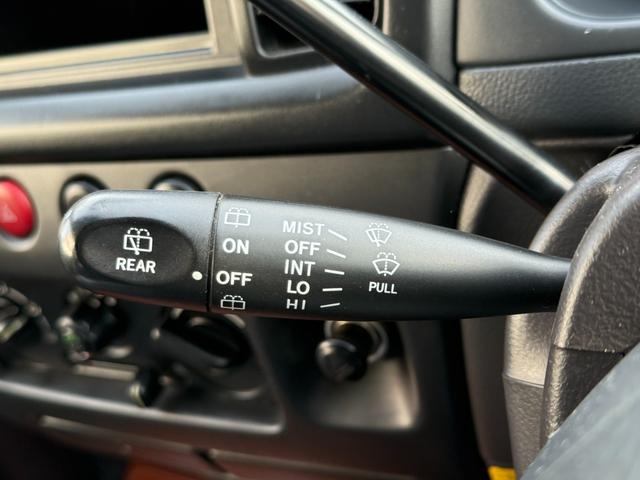 REAR
ON
OFF
MIST
OFF
INT
LO
HI
PULL